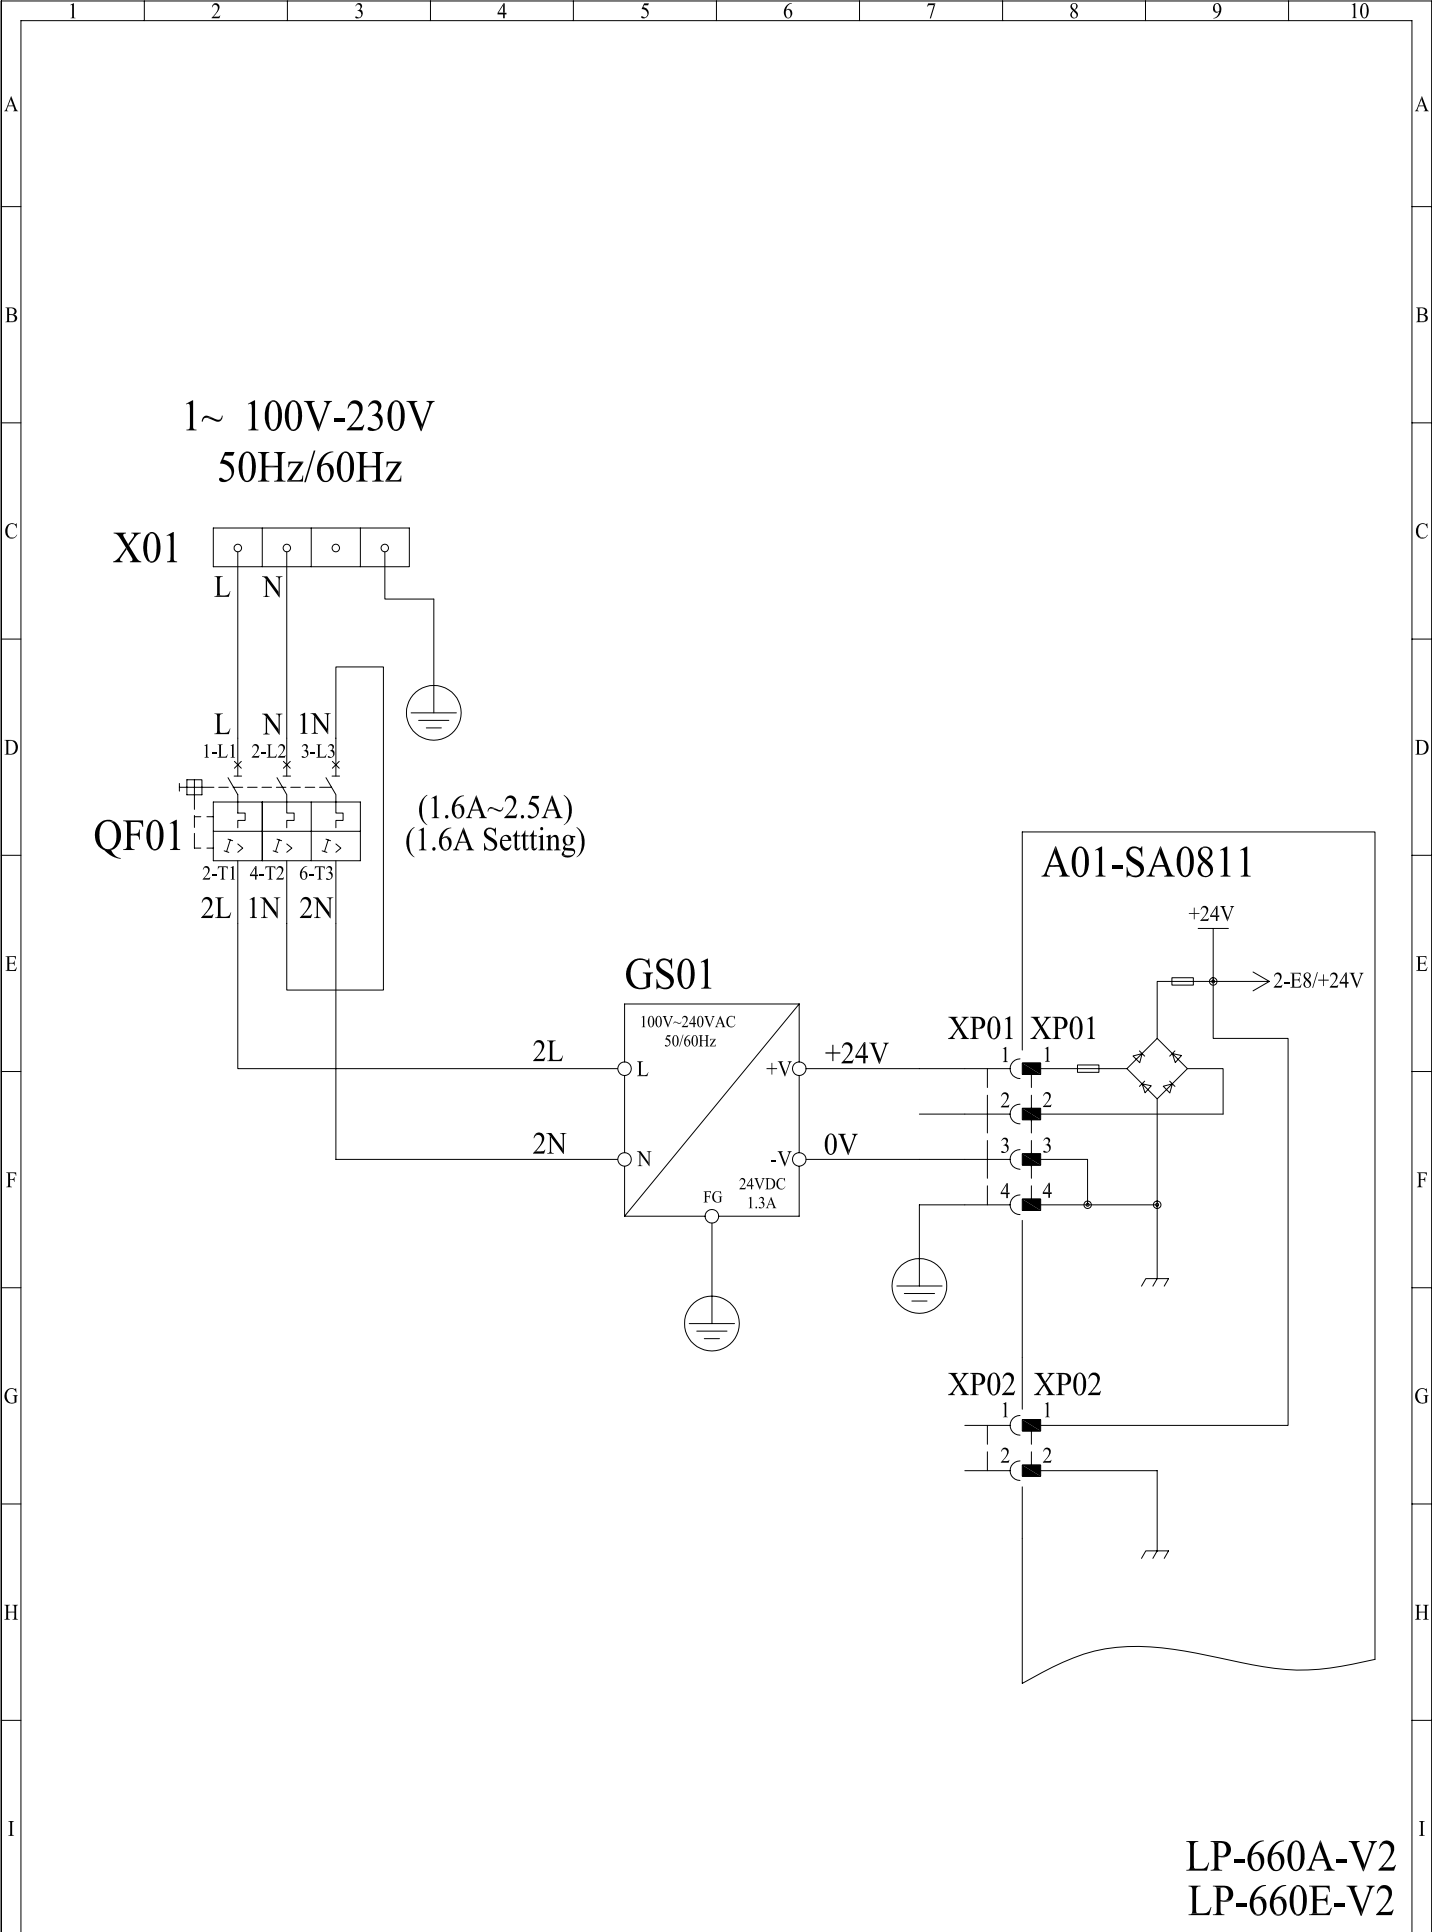 1 2 3 4 5 6 7 8 9 10
A A
B B
1~ 100V-230V
50Hz/60Hz
C C
X01
L N
L N 1N
D D
1-L1 2-L2 3-L3
(1.6A~2.5A)
QF01
I> I> I>
(1.6A Settting)
A01-SA0811
2-T1 4-T2 6-T3
2L 1N 2N
+24V
E E
GS01
2-E8/+24V
100V~240VAC
50/60Hz
XP01 XP01
2L
+24V
1 1
L
+V
2 2
2N
0V
3 3
N
-V
F F
24VDC
1.3A
FG
4 4
XP02 XP02
G G
1 1
2 2
H H
I I
LP-660A-V2
LP-660E-V2